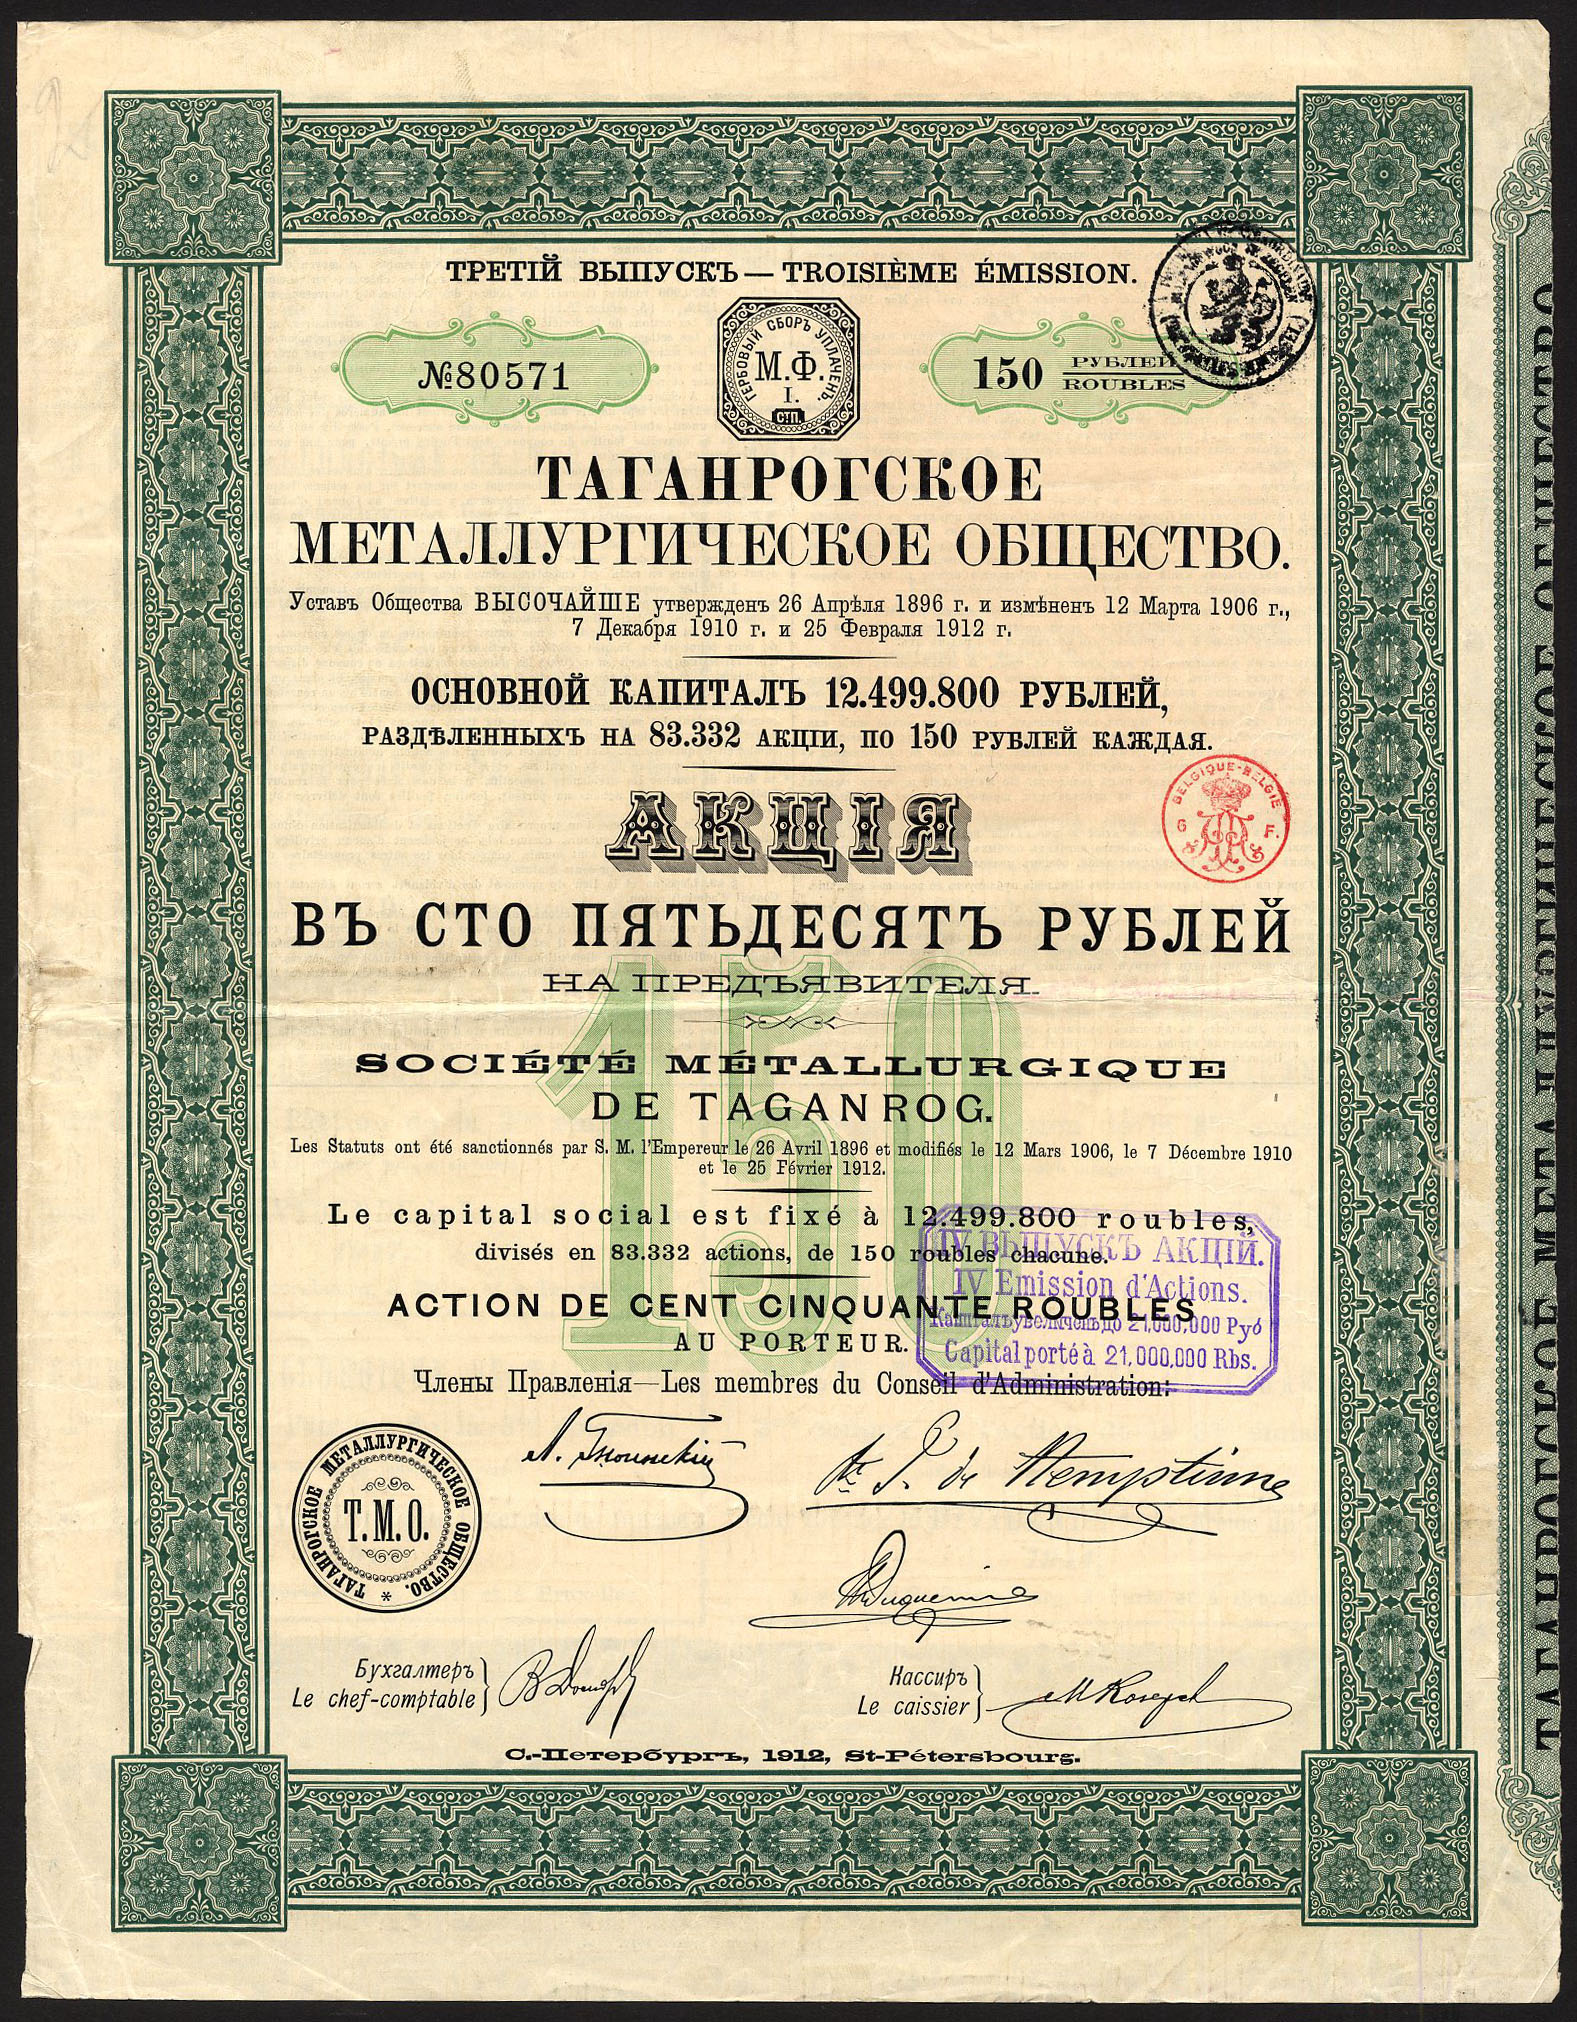 ТРЕТІЙ ВЫПУСКЪ — TROISIÈME ÉMISSION.
№80571
ГЕРБОВЫЙ СБОРЪ УПЛАЧЕНЪ.
М.Ф.
I.
СТП.
150 РУБЛЕЙ
ROUBLES
ТАГАНРОГСКОЕ
МЕТАЛЛУРГИЧЕСКОЕ ОБЩЕСТВО.
Уставъ Общества ВЫСОЧАЙШЕ утвержденъ 26 Апрѣля 1896 г. и измѣненъ 12 Марта 1906 г.,
7 Декабря 1910 г. и 25 Февраля 1912 г.
ОСНОВНОЙ КАПИТАЛЪ 12.499.800 РУБЛЕЙ,
РАЗДѢЛЕННЫХЪ НА 83.332 АКЦІИ, ПО 150 РУБЛЕЙ КАЖДАЯ.
BELGIQUE-BELGIE
G F.
АКЦІЯ
ВЪ СТО ПЯТЬДЕСЯТЪ РУБЛЕЙ
НА ПРЕДЪЯВИТЕЛЯ.
150
SOCIÉTÉ MÉTALLURGIQUE
DE TAGANROG.
Les Statuts ont été sanctionnés par S. M. l'Empereur le 26 Avril 1896 et modifiés le 12 Mars 1906, le 7 Décembre 1910
et le 25 Février 1912.
Le capital social est fixé à 12.499.800 roubles,
divisés en 83.332 actions, de 150 roubles chacune.
IV ВЫПУСКЪ АКЦІЙ.
IV Emission d'Actions.
Капиталъ увеличенъ до 21,000,000 Руб
Capital porté à 21,000,000 Rbs.
ACTION DE CENT CINQUANTE ROUBLES
AU PORTEUR.
Члены Правленія—Les membres du Conseil d'Administration:
ТАГАНРОГСКОЕ МЕТАЛЛУРГИЧЕСКОЕ ОБЩЕСТВО.
Т.М.О.
Бухгалтеръ
Le chef-comptable
Кассиръ
Le caissier
С.-Петербургъ, 1912, St-Pétersbourg.
ТАГАНРОГСКОЕ МЕТАЛЛУРГИЧЕСКОЕ ОБЩЕСТВО